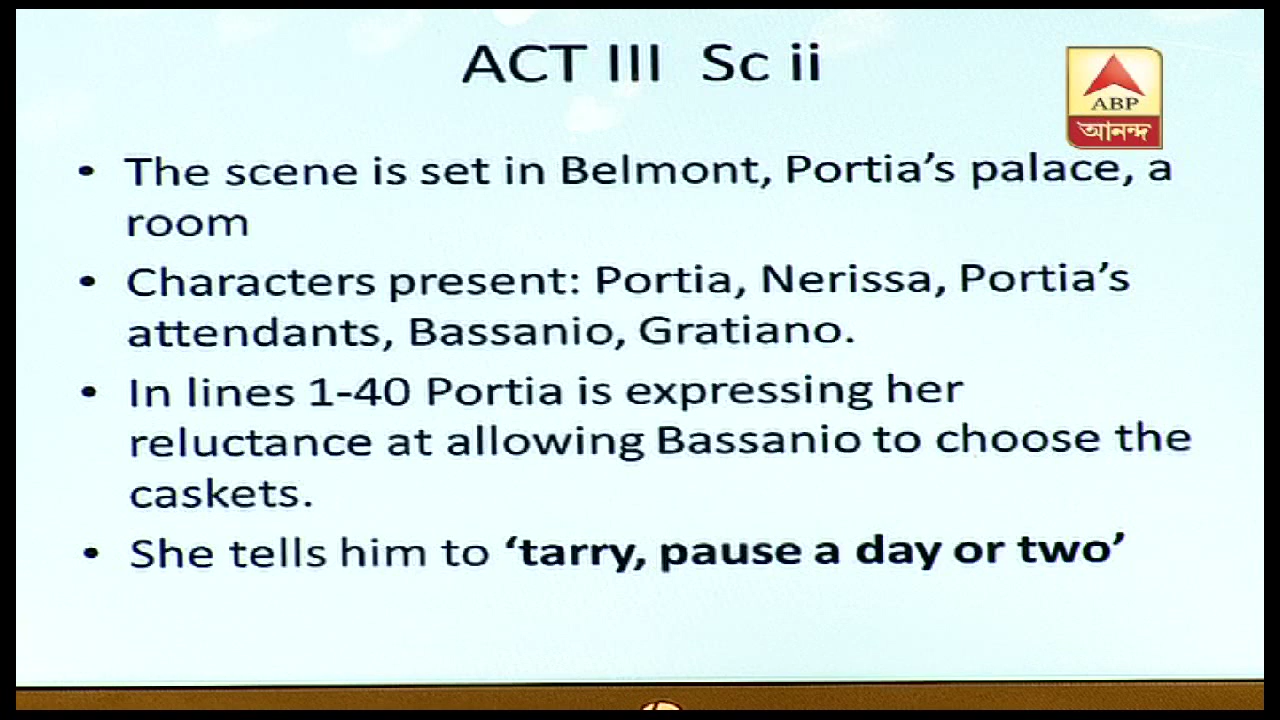 ACT III Sc ii
ABP
আনন্দ
• The scene is set in Belmont, Portia’s palace, a
room
• Characters present: Portia, Nerissa, Portia’s
attendants, Bassanio, Gratiano.
• In lines 1-40 Portia is expressing her
reluctance at allowing Bassanio to choose the
caskets.
• She tells him to ‘tarry, pause a day or two’